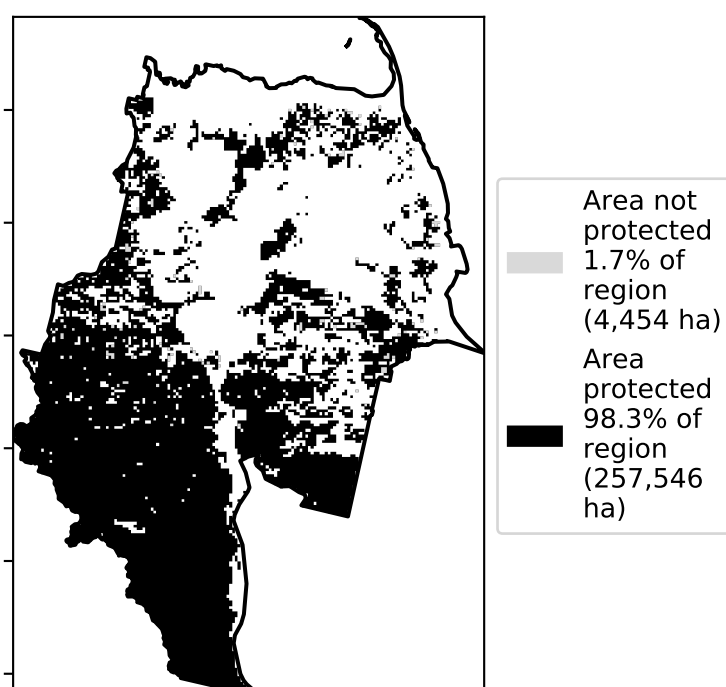 Area not
protected
1.7% of
region
(4,454 ha)
Area
protected
98.3% of
region
(257,546
ha)